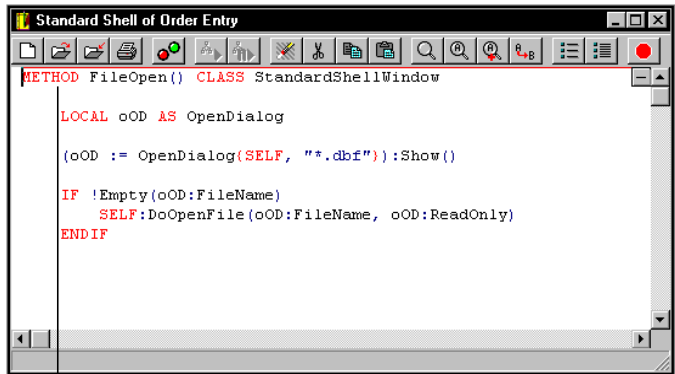 Standard Shell of Order Entry
METHOD FileOpen() CLASS StandardShellWindow
LOCAL oOD AS OpenDialog
(oOD := OpenDialog{SELF, "*.dbf"}):Show()
IF !Empty(oOD:FileName)
SELF:DoOpenFile(oOD:FileName, oOD:ReadOnly)
ENDIF